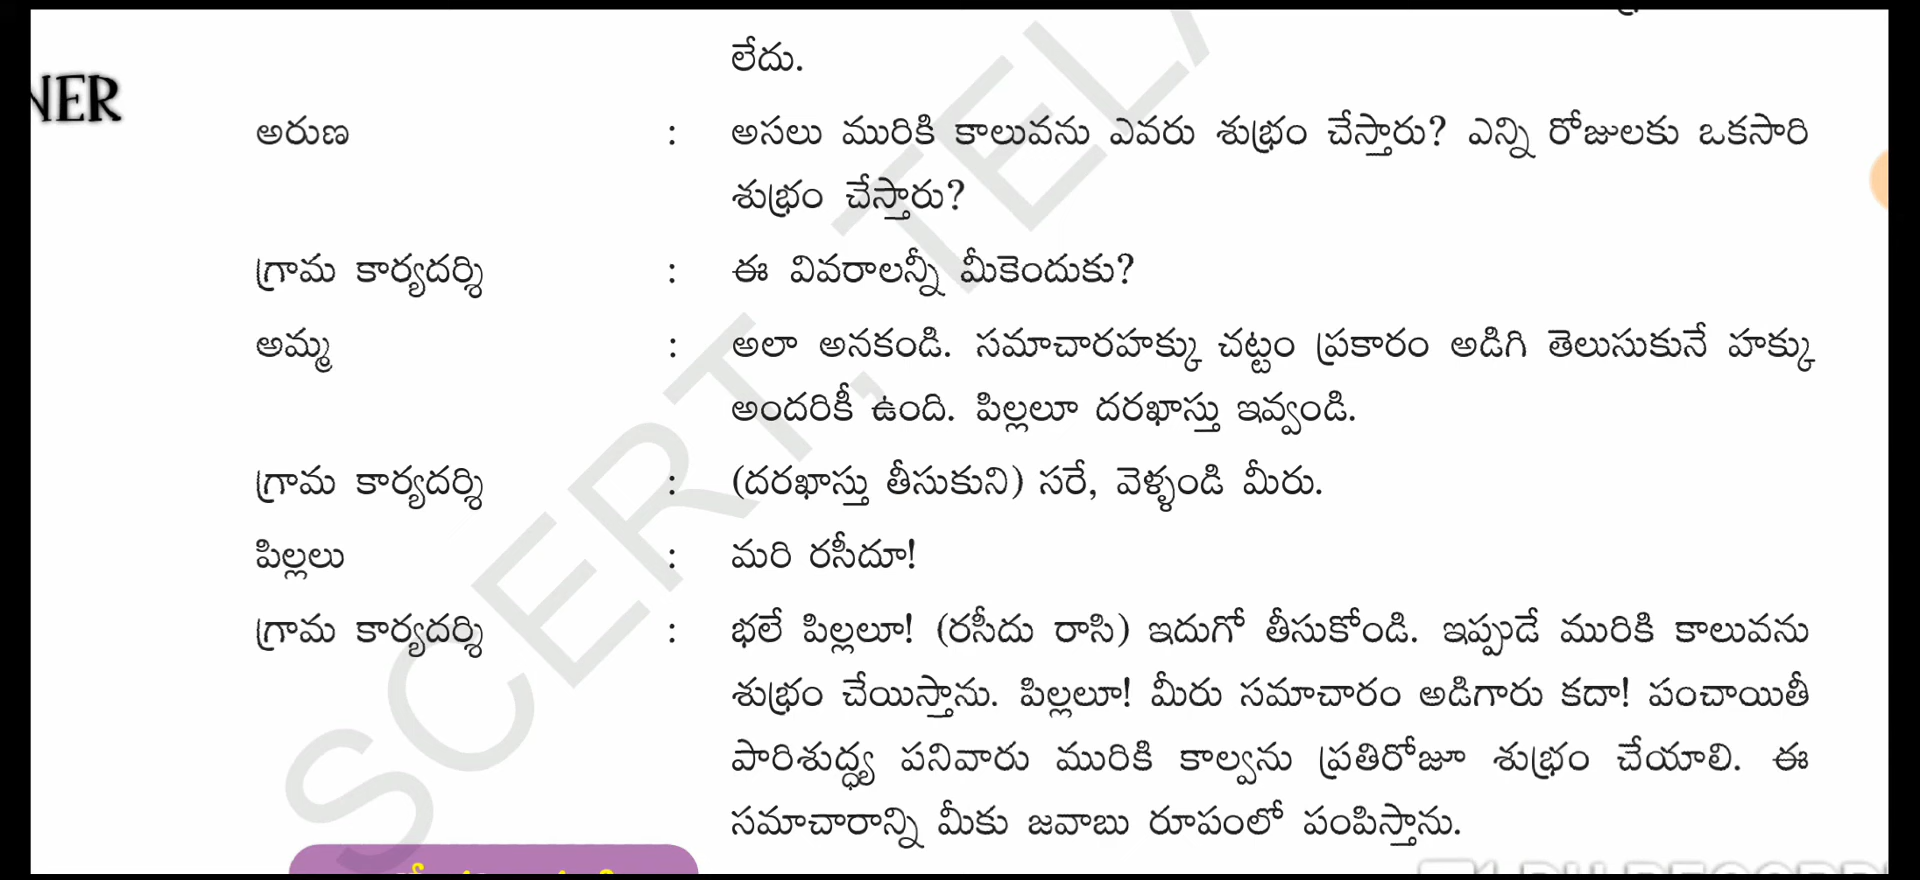 లేదు.
NER
అరుణ : అసలు మురికి కాలువను ఎవరు శుభ్రం చేస్తారు? ఎన్ని రోజులకు ఒకసారి
శుభ్రం చేస్తారు?
గ్రామ కార్యదర్శి : ఈ వివరాలన్నీ మీకెందుకు?
అమ్మ : అలా అనకండి. సమాచారహక్కు చట్టం ప్రకారం అడిగి తెలుసుకునే హక్కు
అందరికీ ఉంది. పిల్లలూ దరఖాస్తు ఇవ్వండి.
గ్రామ కార్యదర్శి : (దరఖాస్తు తీసుకుని) సరే, వెళ్ళండి మీరు.
పిల్లలు : మరి రసీదూ!
గ్రామ కార్యదర్శి : భలే పిల్లలూ! (రసీదు రాసి) ఇదుగో తీసుకోండి. ఇప్పుడే మురికి కాలువను
శుభ్రం చేయిస్తాను. పిల్లలూ! మీరు సమాచారం అడిగారు కదా! పంచాయితీ
పారిశుద్ధ్య పనివారు మురికి కాల్వను ప్రతిరోజూ శుభ్రం చేయాలి. ఈ
సమాచారాన్ని మీకు జవాబు రూపంలో పంపిస్తాను.
SCERT, TELA